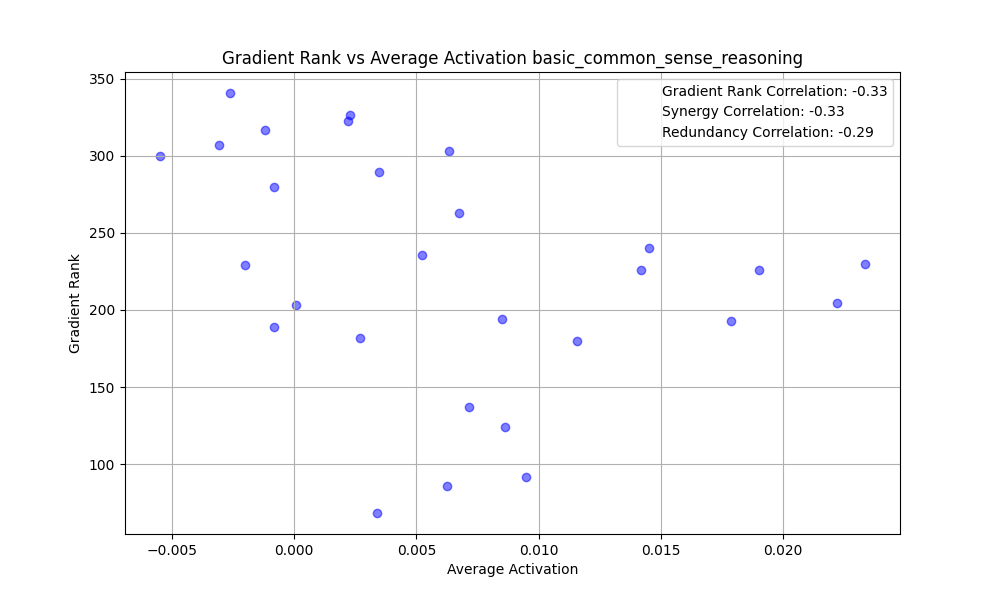 Gradient Rank vs Average Activation basic_common_sense_reasoning
Gradient Rank Correlation: -0.33
Synergy Correlation: -0.33
Redundancy Correlation: -0.29
Gradient Rank
350
300
250
200
150
100
−0.005
0.000
0.005
0.010
0.015
0.020
Average Activation